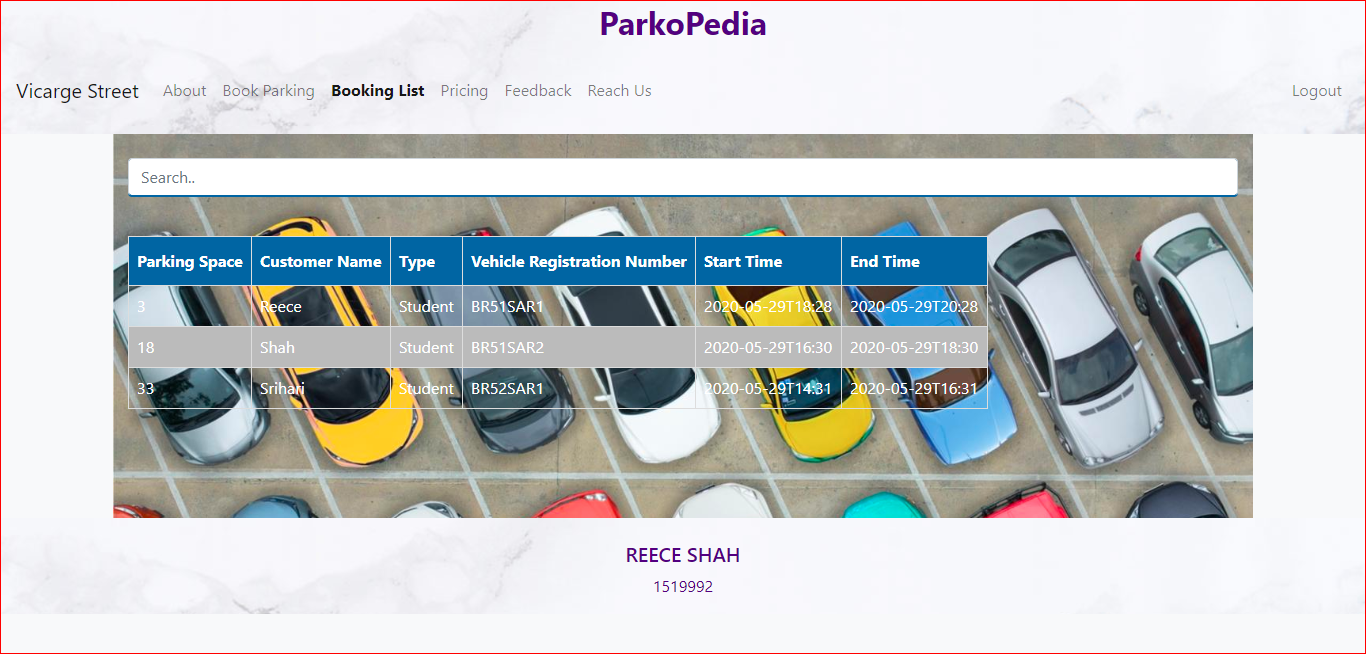 ParkoPedia
Vicarge Street About Book Parking Booking List Pricing Feedback Reach Us Logout
Search..
Parking Space Customer Name Type Vehicle Registration Number Start Time End Time
3 Reece Student BR51SAR1 2020-05-29T18:28 2020-05-29T20:28
18 Shah Student BR51SAR2 2020-05-29T16:30 2020-05-29T18:30
33 Srihari Student BR52SAR1 2020-05-29T14:31 2020-05-29T16:31
REECE SHAH
1519992